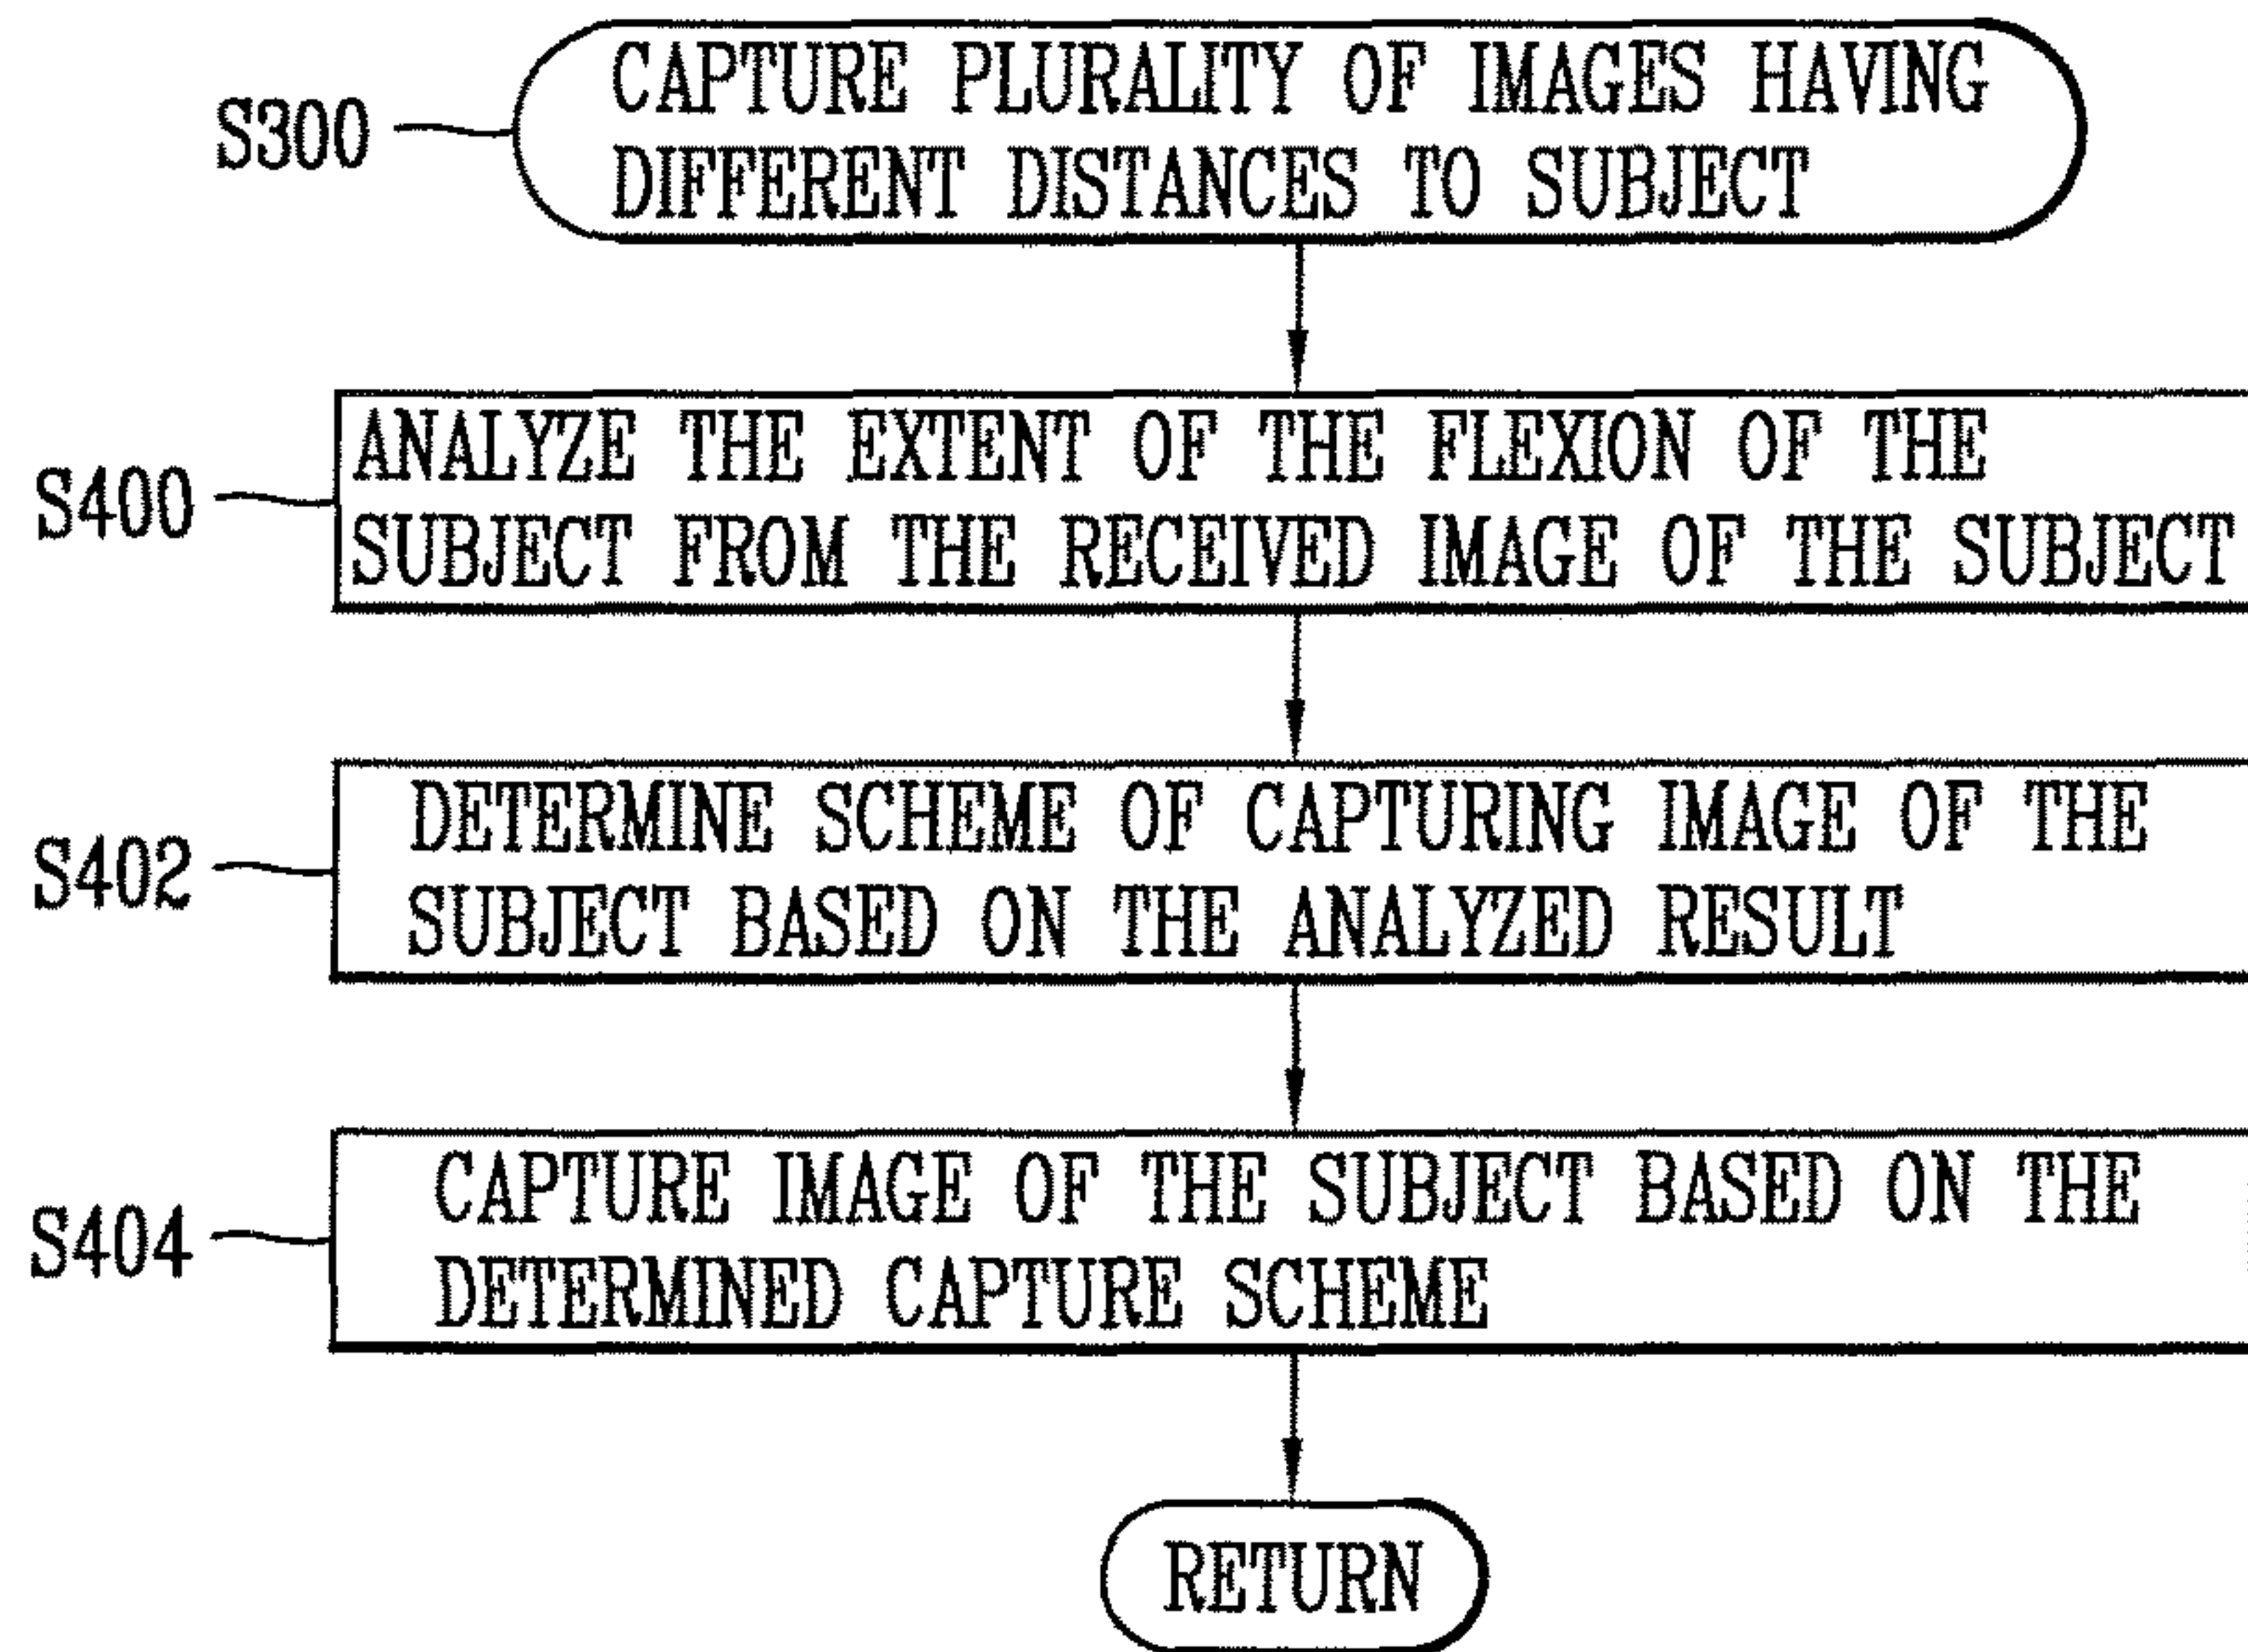 S300
CAPTURE PLURALITY OF IMAGES HAVING
DIFFERENT DISTANCES TO SUBJECT
S400
ANALYZE THE EXTENT OF THE FLEXION OF THE
SUBJECT FROM THE RECEIVED IMAGE OF THE SUBJECT
S402
DETERMINE SCHEME OF CAPTURING IMAGE OF THE
SUBJECT BASED ON THE ANALYZED RESULT
S404
CAPTURE IMAGE OF THE SUBJECT BASED ON THE
DETERMINED CAPTURE SCHEME
RETURN